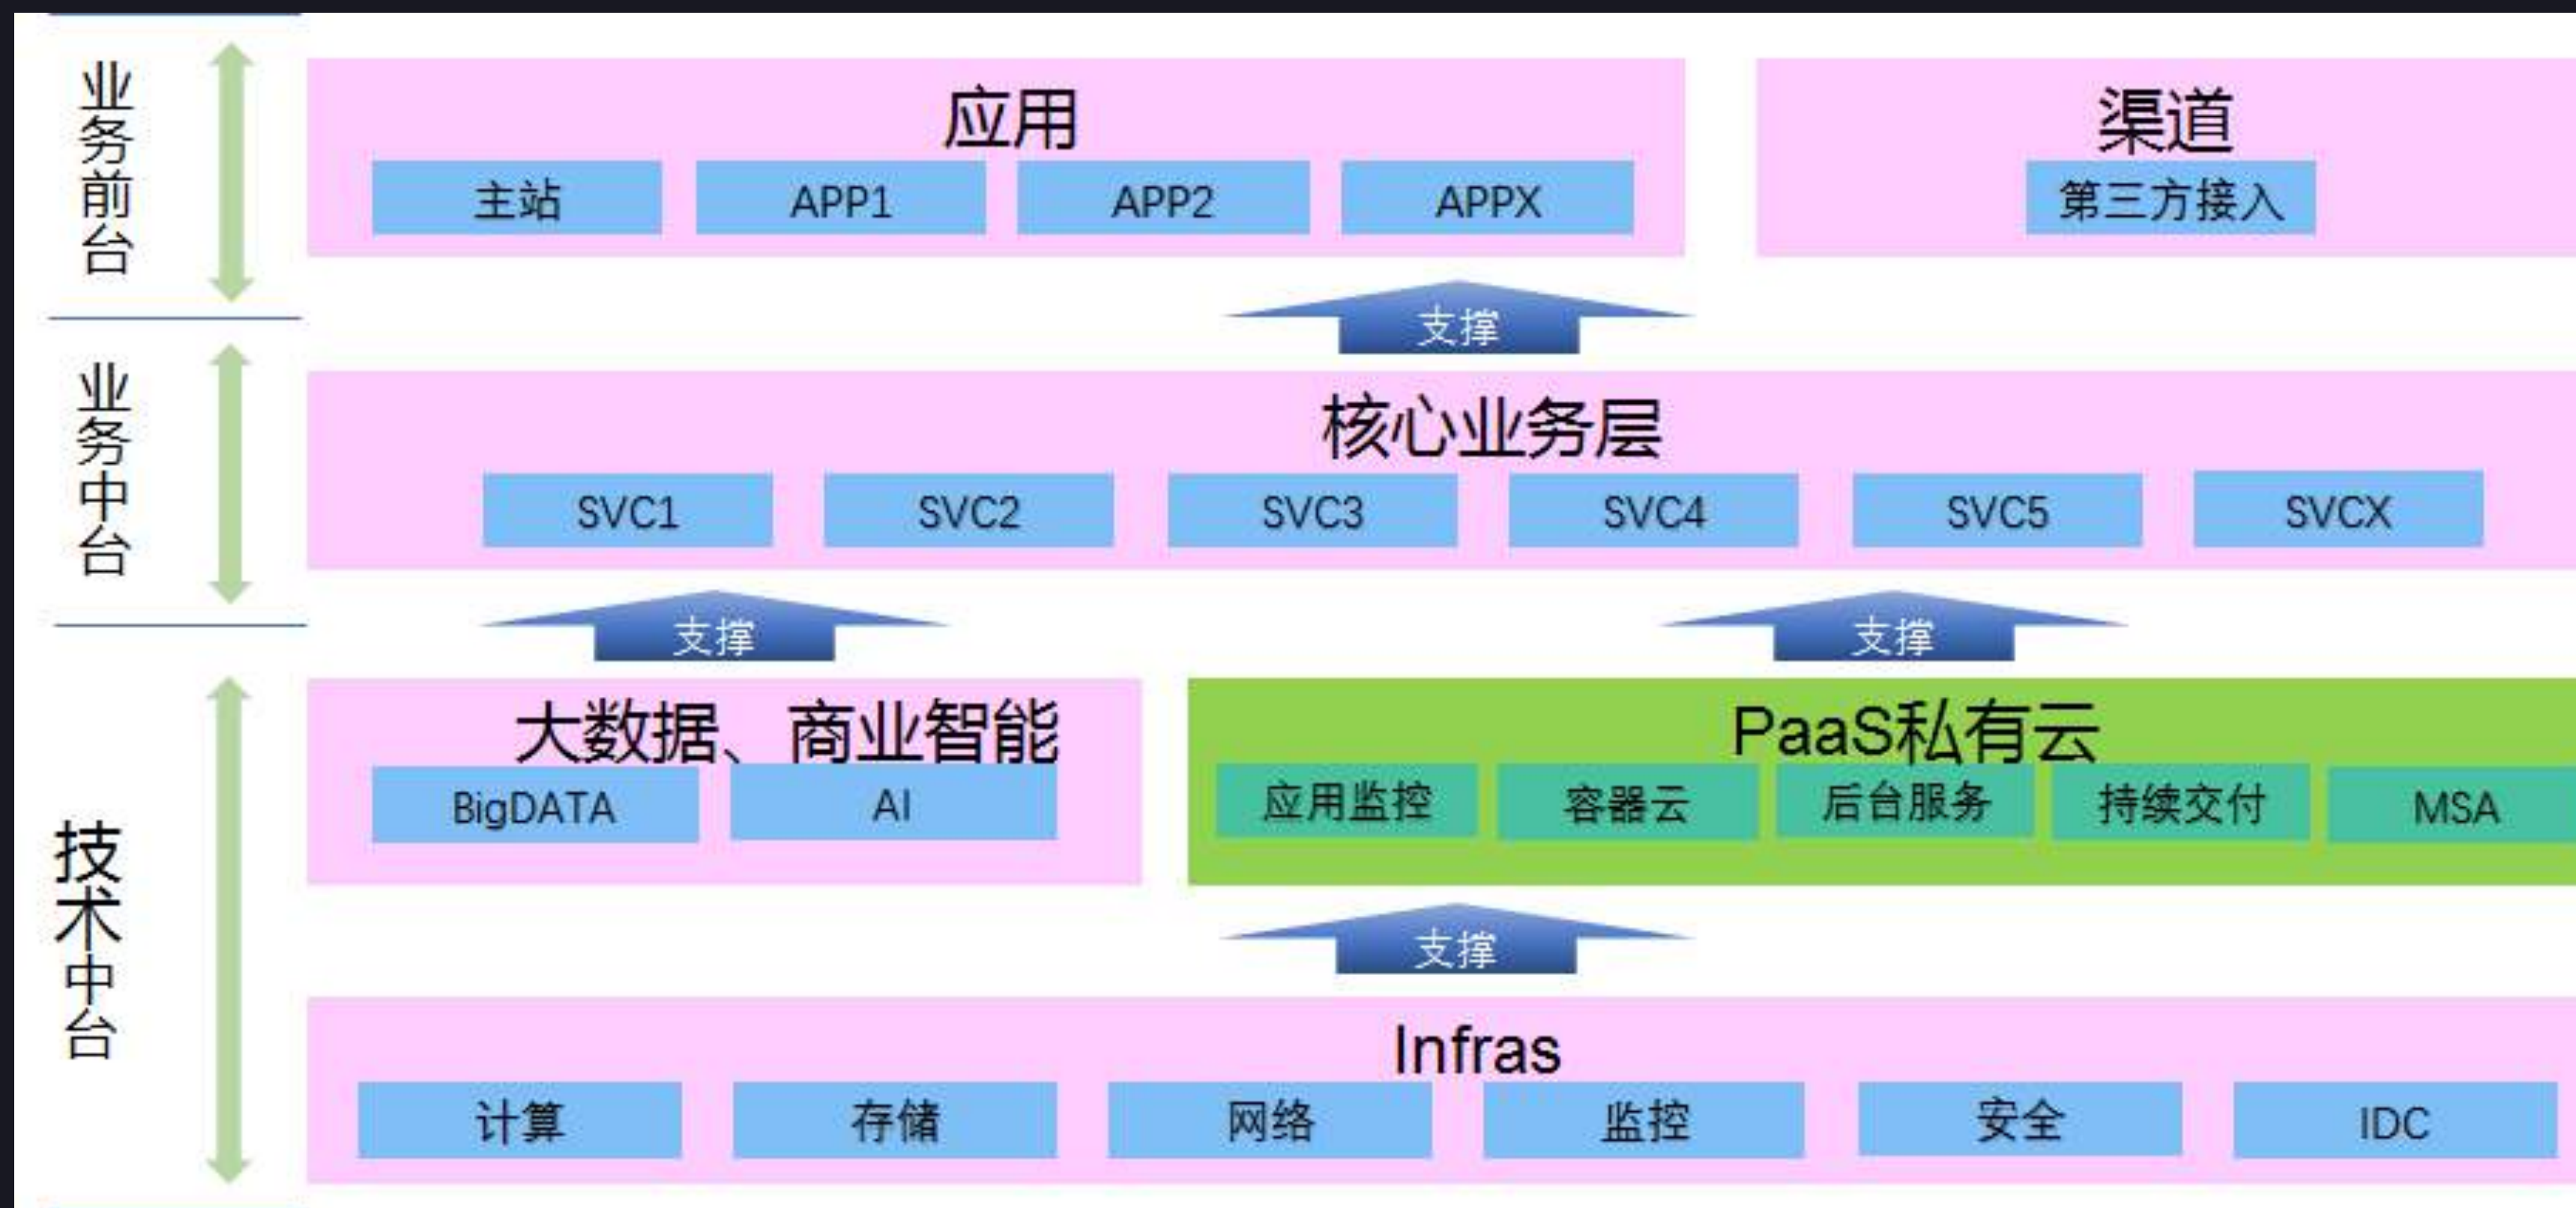 业务前台
应用
渠道
主站
APP1
APP2
APPX
第三方接入
支撑
业务中台
核心业务层
SVC1
SVC2
SVC3
SVC4
SVC5
SVCX
支撑
支撑
技术中台
大数据、商业智能
PaaS私有云
BigDATA
AI
应用监控
容器云
后台服务
持续交付
MSA
支撑
Infras
计算
存储
网络
监控
安全
IDC